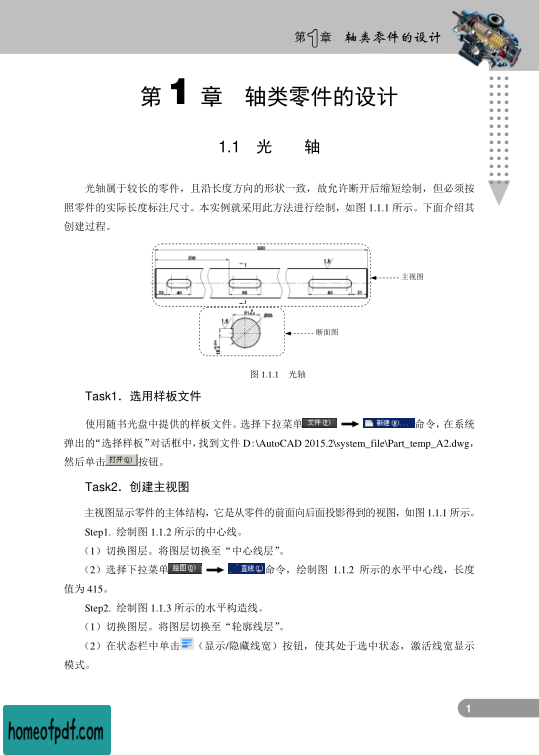 第1章 轴类零件的设计
第 1 章 轴类零件的设计
1.1 光 轴
光轴属于较长的零件，且沿长度方向的形状一致，故允许断开后缩短绘制，但必须按
照零件的实际长度标注尺寸。本实例就采用此方法进行绘制，如图 1.1.1 所示。下面介绍其
创建过程。
主视图
断面图
图 1.1.1 光轴
Task1．选用样板文件
使用随书光盘中提供的样板文件。选择下拉菜单 文件(F) 新建(N)... 命令，在系统
弹出的“选择样板”对话框中，找到文件 D:\AutoCAD 2015.2\system_file\Part_temp_A2.dwg，
然后单击 打开(O) 按钮。
Task2．创建主视图
主视图显示零件的主体结构，它是从零件的前面向后面投影得到的视图，如图 1.1.1 所示。
Step1. 绘制图 1.1.2 所示的中心线。
（1）切换图层。将图层切换至“中心线层”。
（2）选择下拉菜单 绘图(D) 直线(L) 命令，绘制图 1.1.2 所示的水平中心线，长度
值为 415。
Step2. 绘制图 1.1.3 所示的水平构造线。
（1）切换图层。将图层切换至“轮廓线层”。
（2）在状态栏中单击（显示/隐藏线宽）按钮，使其处于选中状态，激活线宽显示
模式。
1
homeofpdf.com